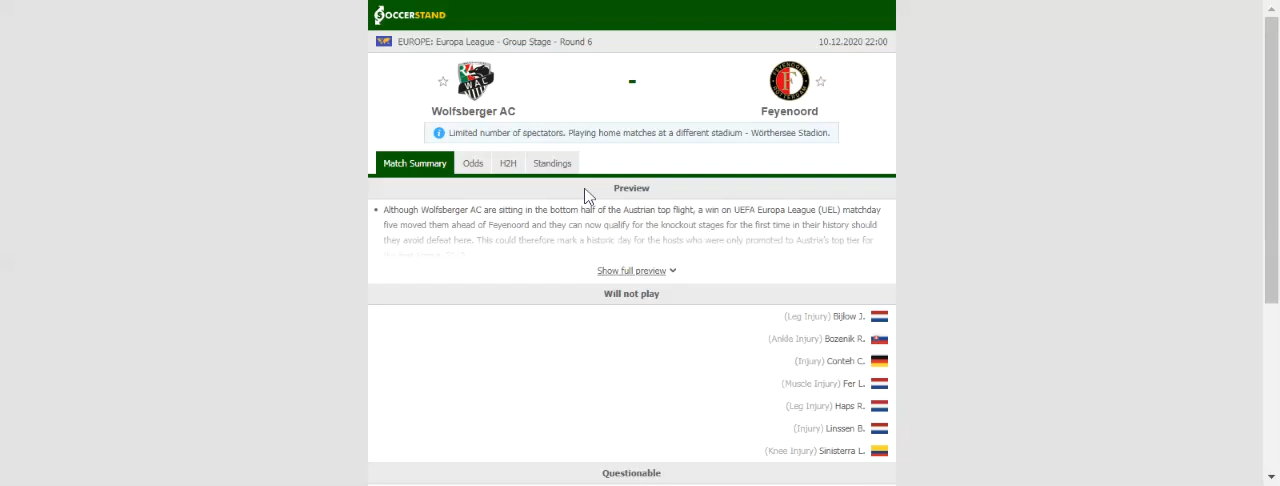 SOCCERSTAND
EUROPE: Europa League - Group Stage - Round 6
10.12.2020 22:00
WAC
FEYENOORD
ROTTERDAM
-
Wolfsberger AC
Feyenoord
Limited number of spectators. Playing home matches at a different stadium - Wörthersee Stadion.
Match Summary
Odds
H2H
Standings
Preview
Although Wolfsberger AC are sitting in the bottom half of the Austrian top flight, a win on UEFA Europa League (UEL) matchday
five moved them ahead of Feyenoord and they can now qualify for the knockout stages for the first time in their history should
they avoid defeat here. This could therefore mark a historic day for the hosts who were only promoted to Austria's top tier for
Show full preview
Will not play
(Leg Injury) Bijlow J.
(Ankle Injury) Bozenik R.
(Injury) Conteh C.
(Muscle Injury) Fer L.
(Leg Injury) Haps R.
(Injury) Linssen B.
(Knee Injury) Sinisterra L.
Questionable